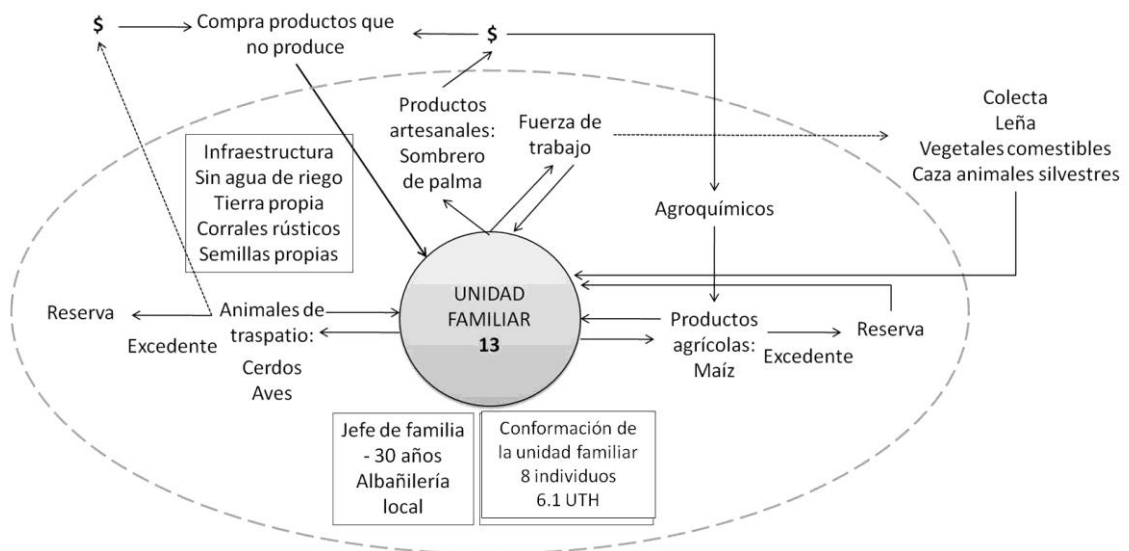 $
Compra productos que
no produce
$
Productos
artesanales:
Sombrero
de palma
Fuerza de
trabajo
Colecta
Leña
Vegetales comestibles
Caza animales silvestres
Infraestructura
Sin agua de riego
Tierra propia
Corrales rústicos
Semillas propias
Agroquímicos
UNIDAD
FAMILIAR
13
Reserva
Excedente
Animales de
traspatio:
Cerdos
Aves
Productos
agrícolas:
Maíz
Excedente
Reserva
Jefe de familia
- 30 años
Albañilería
local
Conformación de
la unidad familiar
8 individuos
6.1 UTH